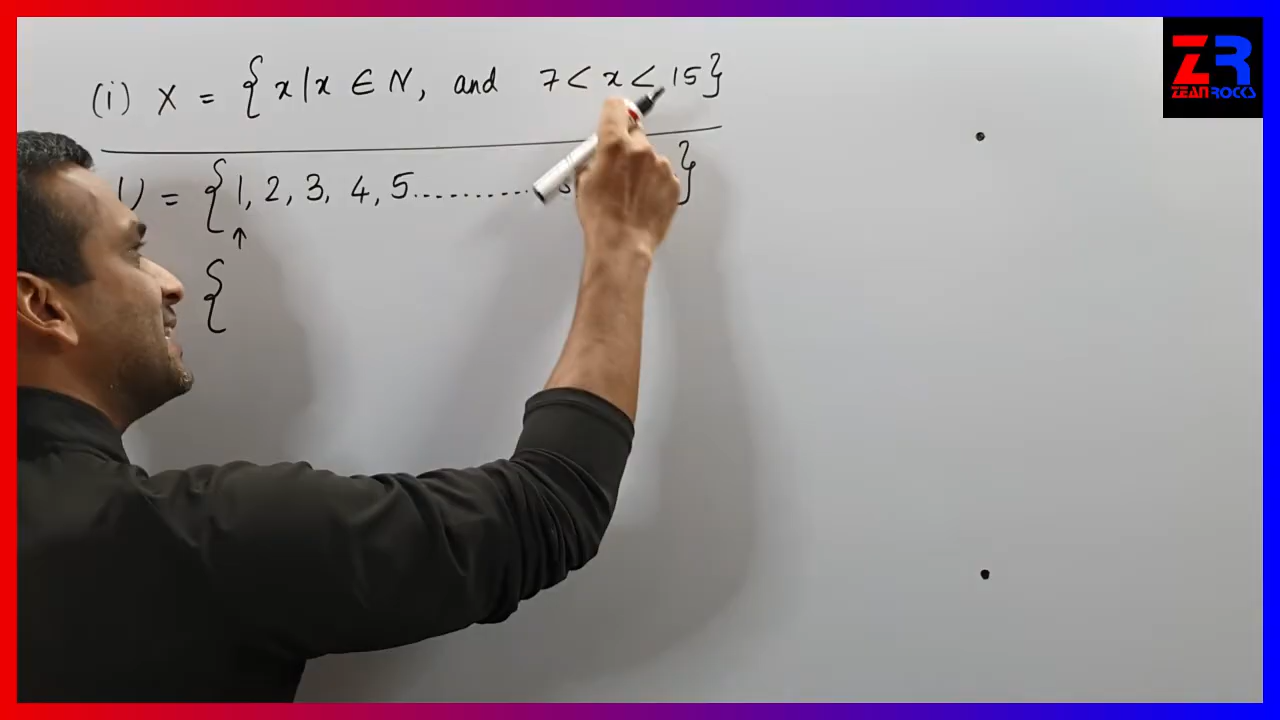 (i) X = { x | x ∈ N, and 7 < x < 15}
U = { 1, 2, 3, 4, 5............ }
{
ZR
ZEAN ROCKS